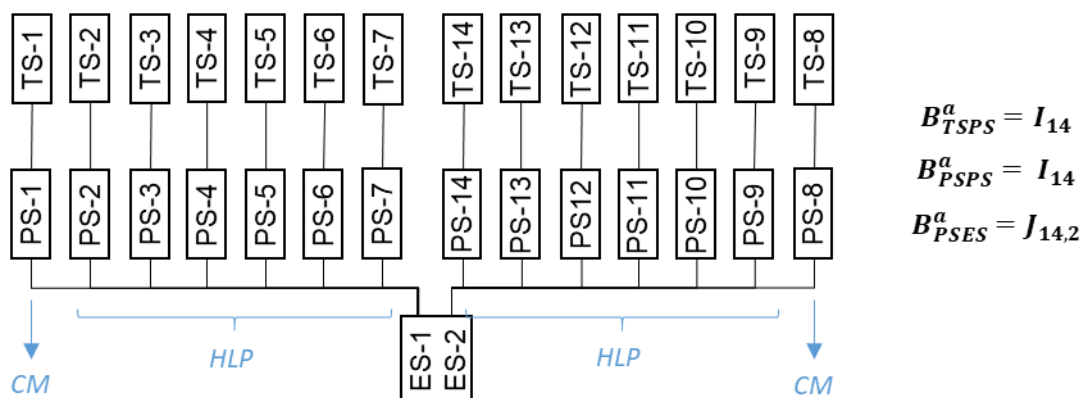 TS-1 TS-2 TS-3 TS-4 TS-5 TS-6 TS-7 TS-14 TS-13 TS-12 TS-11 TS-10 TS-9 TS-8
PS-1 PS-2 PS-3 PS-4 PS-5 PS-6 PS-7 PS-14 PS-13 PS12 PS-11 PS-10 PS-9 PS-8
ES-1
ES-2
HLP HLP
CM CM
B^a_TSPS = I_14
B^a_PSPS = I_14
B^a_PSES = J_14,2